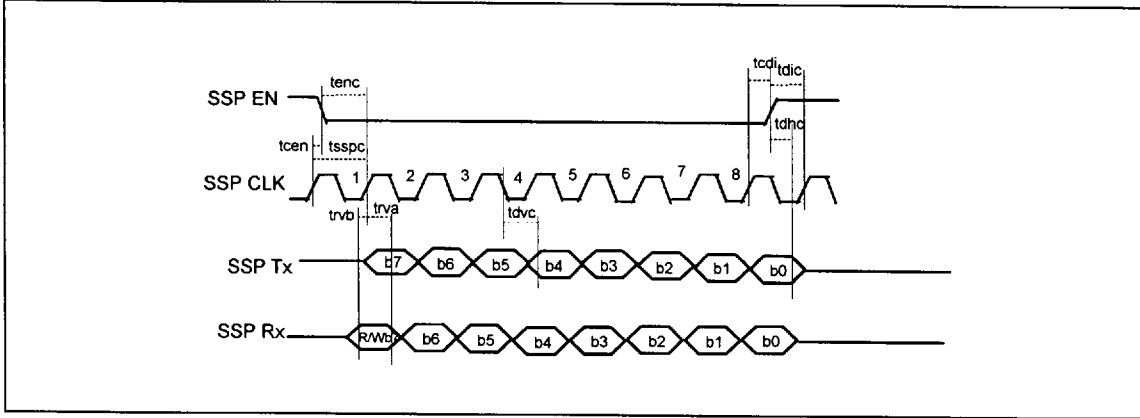 tenc
tcdi
tdic
SSP EN
tdhc
tcen
tsspc
SSP CLK
1 2 3 4 5 6 7 8
trvb
trva
tdvc
SSP Tx
b7 b6 b5 b4 b3 b2 b1 b0
SSP Rx
R/Wb7 b6 b5 b4 b3 b2 b1 b0